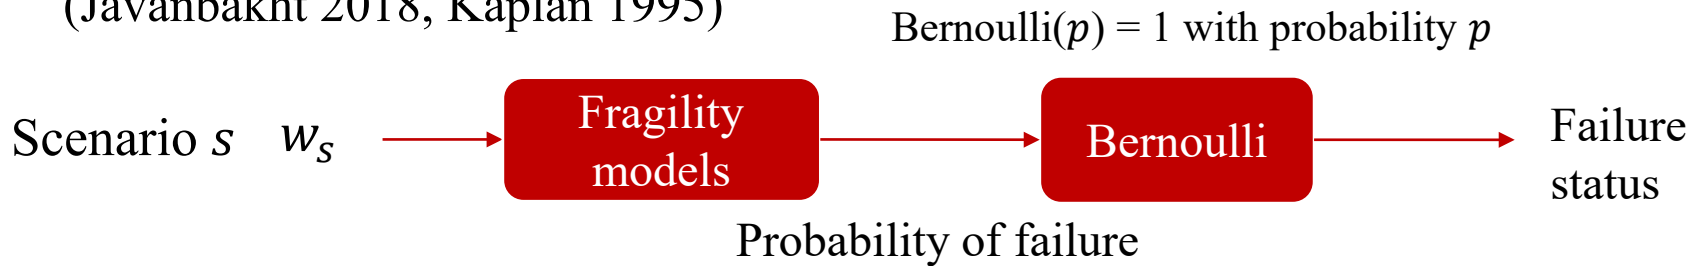 (Javanbakht 2018, Kaplan 1995)
Bernoulli(p) = 1 with probability p
Scenario s w_s
Fragility
models
Bernoulli
Failure
status
Probability of failure